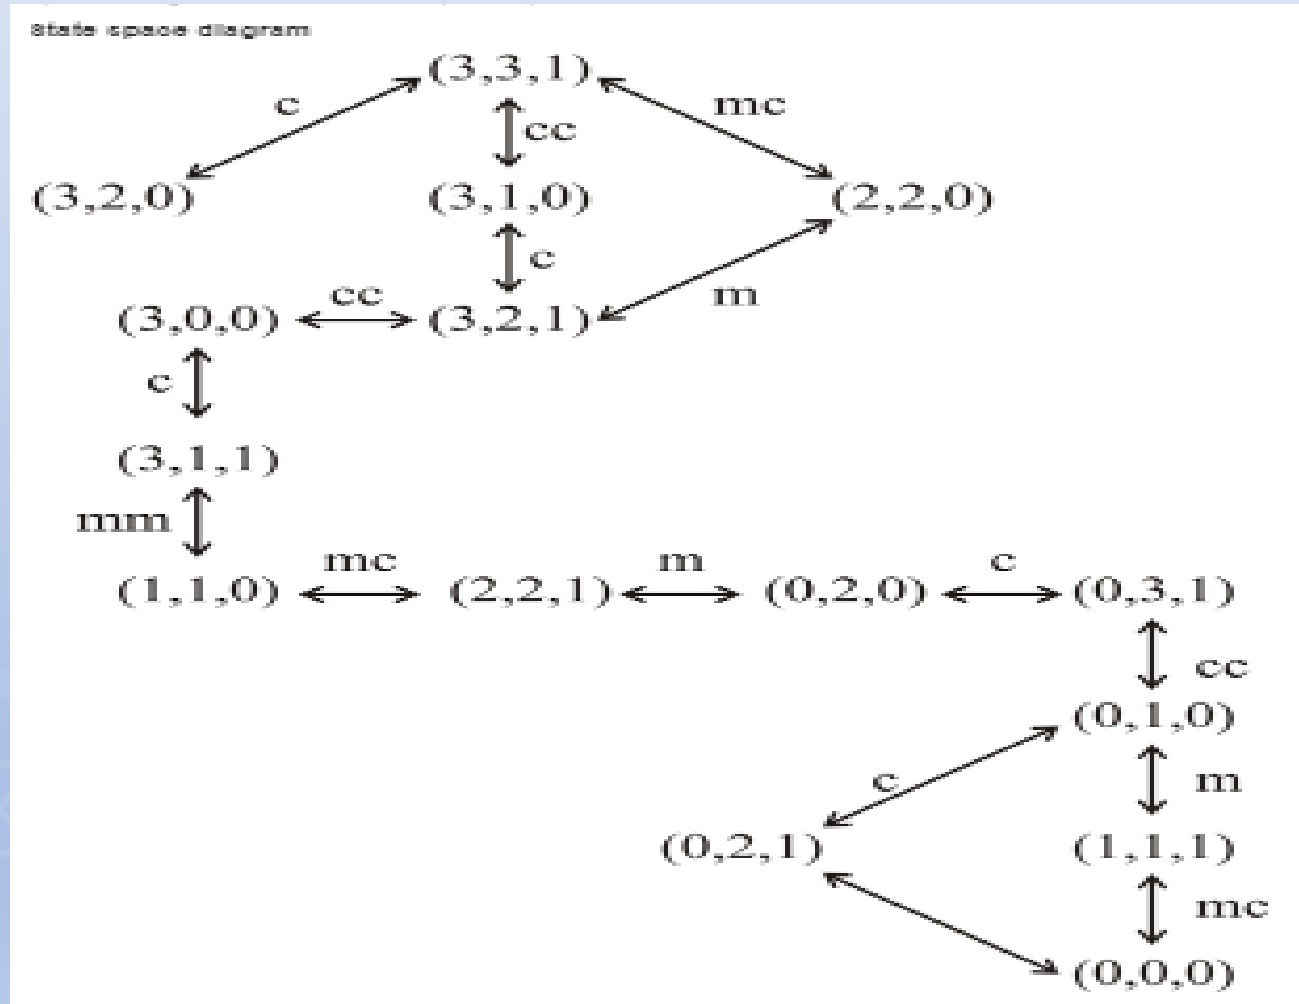 State space diagram
(3,3,1)
c
mc
cc
(3,2,0)
(3,1,0)
(2,2,0)
c
cc
m
(3,0,0)
(3,2,1)
c
(3,1,1)
mm
mc
m
c
(1,1,0)
(2,2,1)
(0,2,0)
(0,3,1)
cc
(0,1,0)
c
m
(0,2,1)
(1,1,1)
mc
(0,0,0)